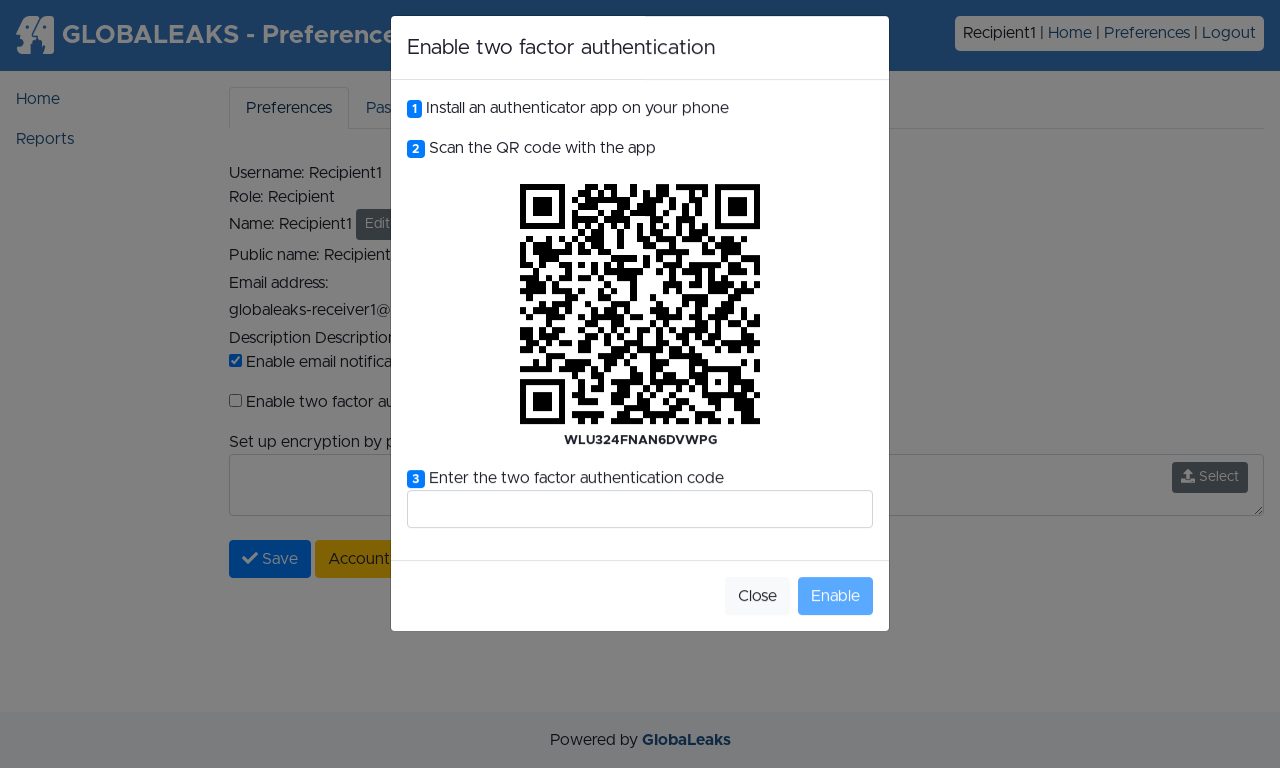 GLOBALEAKS - Preference
Recipient1 | Home | Preferences | Logout
Home
Reports
Preferences
Username: Recipient1
Role: Recipient
Name: Recipient1 Edit
Public name: Recipient
Email address:
globaleaks-receiver1@
Description Description
Enable email notifica
Enable two factor au
Set up encryption by p
Select
Save
Account
Enable two factor authentication
1 Install an authenticator app on your phone
2 Scan the QR code with the app
WLU324FNAN6DVWPG
3 Enter the two factor authentication code
Close
Enable
Powered by GlobaLeaks